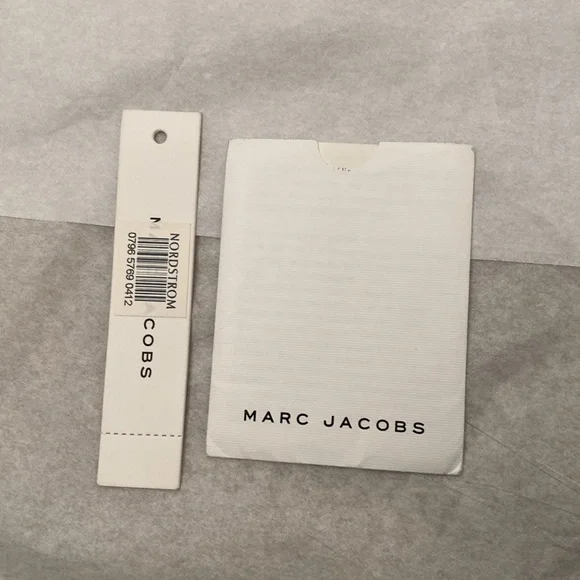 M
COBS
NORDSTROM
0796 5769 0412
MARC JACOBS